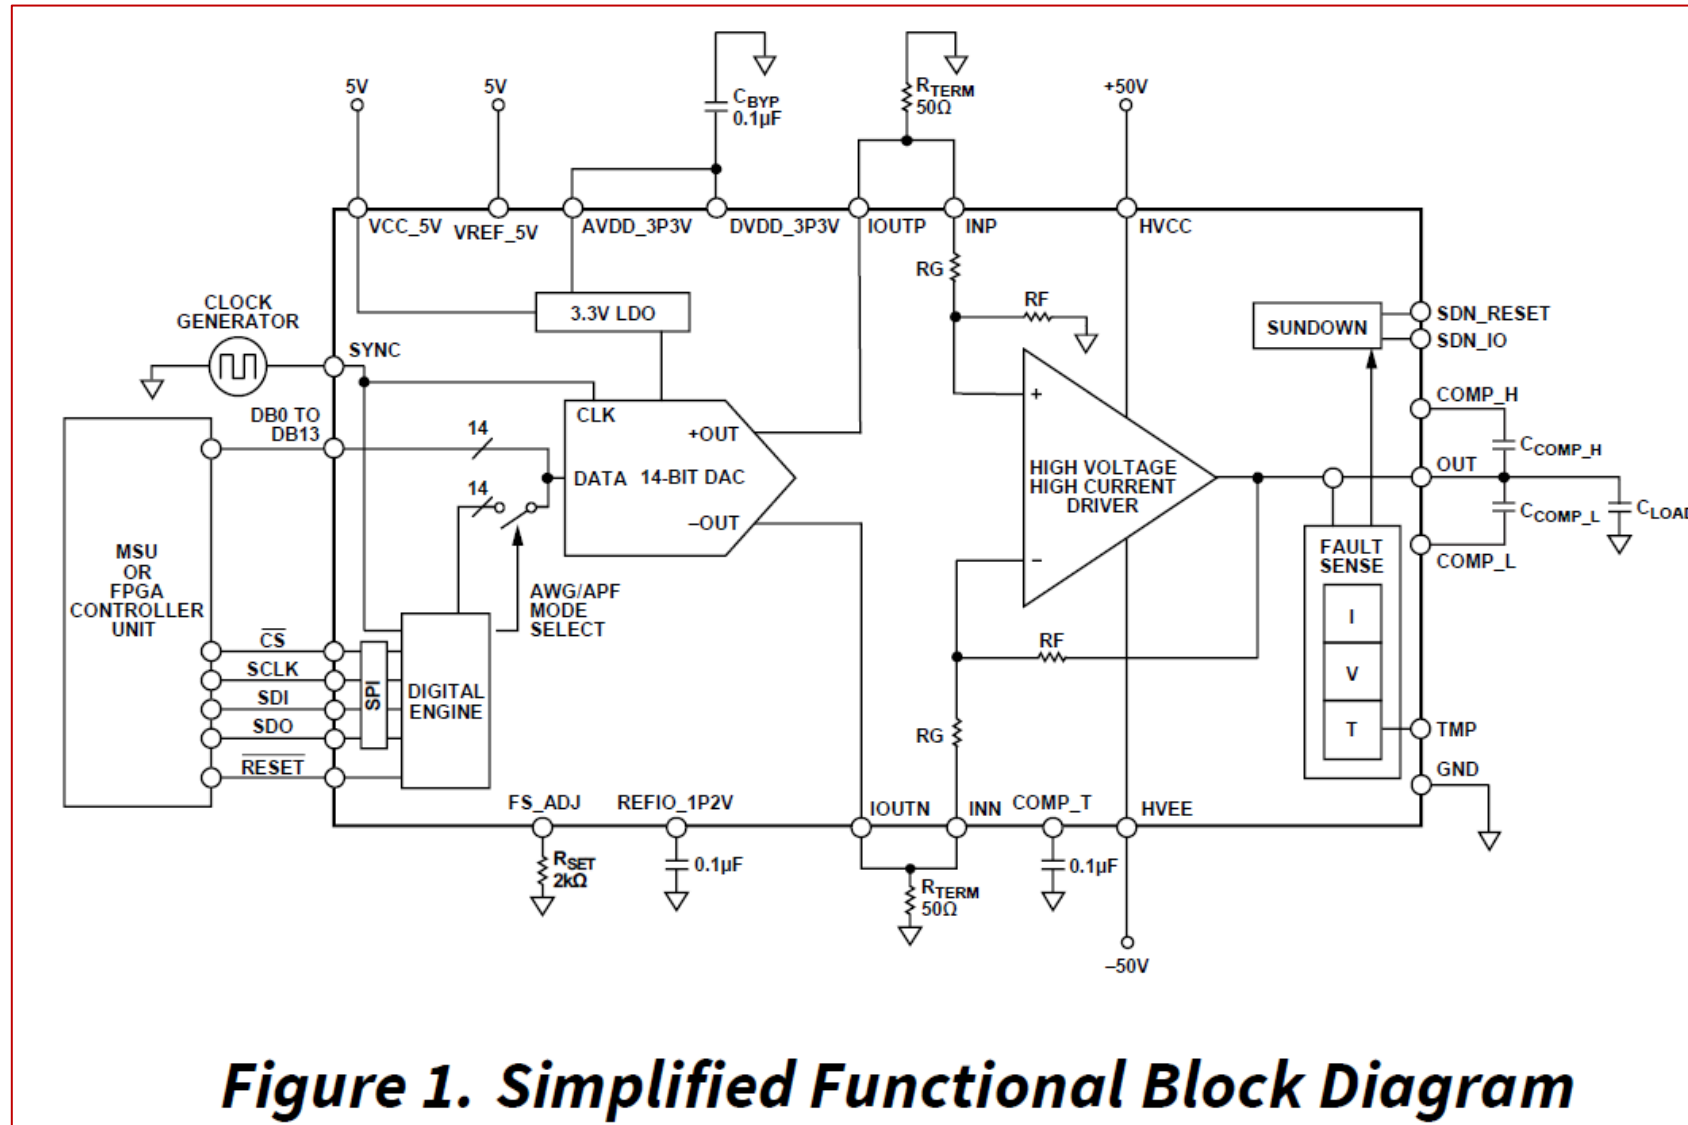 5V
5V
CBYP
0.1µF
RTERM
50Ω
+50V
VCC_5V
VREF_5V
AVDD_3P3V
DVDD_3P3V
IOUTP
INP
HVCC
RG
RF
CLOCK
GENERATOR
3.3V LDO
SUNDOWN
SDN_RESET
SDN_IO
SYNC
DB0 TO
DB13
14
CLK
+OUT
DATA
14-BIT DAC
–OUT
14
+
HIGH VOLTAGE
HIGH CURRENT
DRIVER
–
COMP_H
CCOMP_H
OUT
CCOMP_L
CLOAD
COMP_L
FAULT
SENSE
I
V
T
TMP
GND
MSU
OR
FPGA
CONTROLLER
UNIT
AWG/APF
MODE
SELECT
CS
SCLK
SDI
SDO
RESET
SPI
DIGITAL
ENGINE
RF
RG
FS_ADJ
REFIO_1P2V
IOUTN
INN
COMP_T
HVEE
RSET
2kΩ
0.1µF
RTERM
50Ω
0.1µF
–50V
Figure 1. Simplified Functional Block Diagram